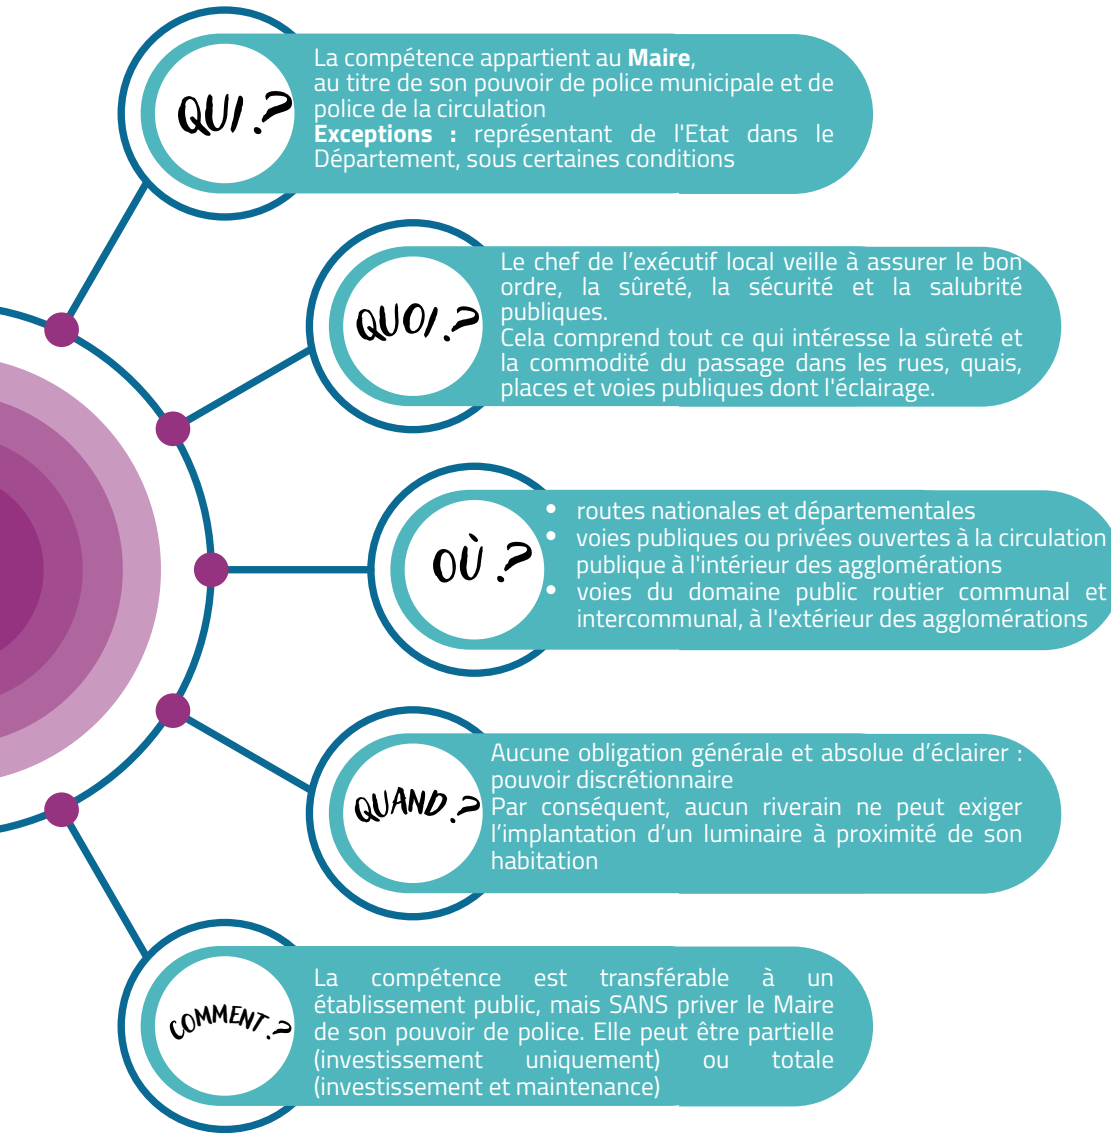 QUI ?
La compétence appartient au Maire,
au titre de son pouvoir de police municipale et de
police de la circulation
Exceptions : représentant de l'Etat dans le
Département, sous certaines conditions
QUOI ?
Le chef de l’exécutif local veille à assurer le bon
ordre, la sûreté, la sécurité et la salubrité
publiques.
Cela comprend tout ce qui intéresse la sûreté et
la commodité du passage dans les rues, quais,
places et voies publiques dont l'éclairage.
OÙ ?
• routes nationales et départementales
• voies publiques ou privées ouvertes à la circulation
publique à l'intérieur des agglomérations
• voies du domaine public routier communal et
intercommunal, à l'extérieur des agglomérations
QUAND ?
Aucune obligation générale et absolue d’éclairer :
pouvoir discrétionnaire
Par conséquent, aucun riverain ne peut exiger
l’implantation d’un luminaire à proximité de son
habitation
COMMENT ?
La compétence est transférable à un
établissement public, mais SANS priver le Maire
de son pouvoir de police. Elle peut être partielle
(investissement uniquement) ou totale
(investissement et maintenance)